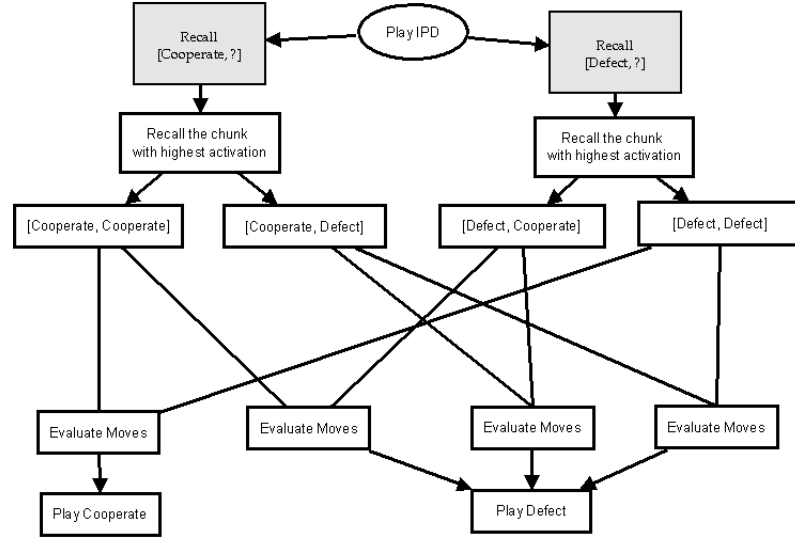 Play IPD
Recall
[Cooperate, ?]
Recall
[Defect, ?]
Recall the chunk
with highest activation
Recall the chunk
with highest activation
[Cooperate, Cooperate]
[Cooperate, Defect]
[Defect, Cooperate]
[Defect, Defect]
Evaluate Moves
Evaluate Moves
Evaluate Moves
Evaluate Moves
Play Cooperate
Play Defect